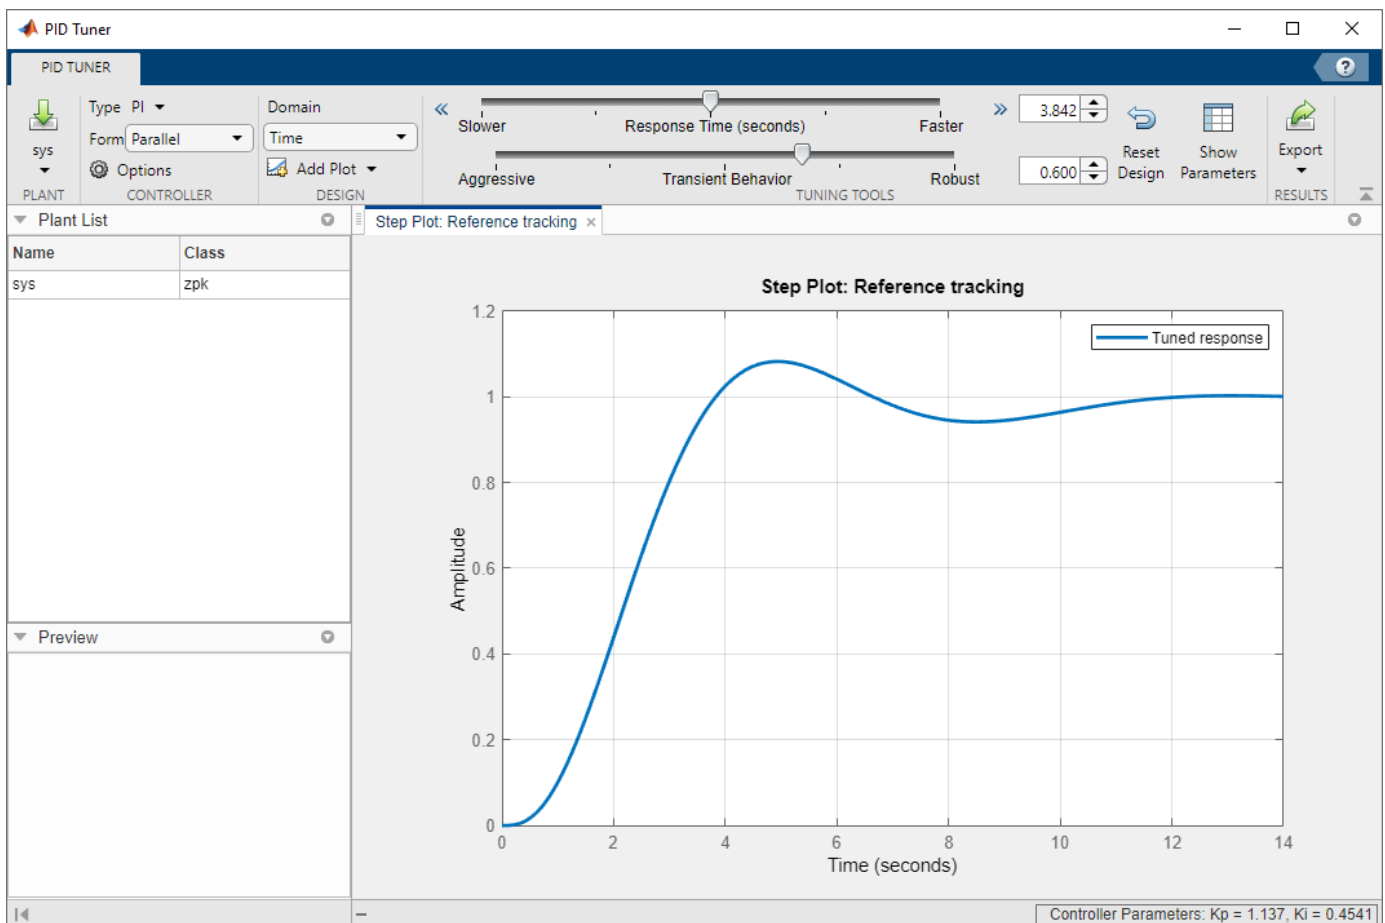 PID Tuner
PID TUNER
?
sys
PLANT
Type PI
Form Parallel
Options
CONTROLLER
Domain
Time
Add Plot
DESIGN
Slower Response Time (seconds) Faster
3.842
Aggressive Transient Behavior Robust
0.600
TUNING TOOLS
Reset
Design
Show
Parameters
Export
RESULTS
Plant List
Name Class
sys zpk
Preview
Step Plot: Reference tracking
Step Plot: Reference tracking
Tuned response
1.2
1
0.8
0.6
0.4
0.2
0
Amplitude
0 2 4 6 8 10 12 14
Time (seconds)
Controller Parameters: Kp = 1.137, Ki = 0.4541